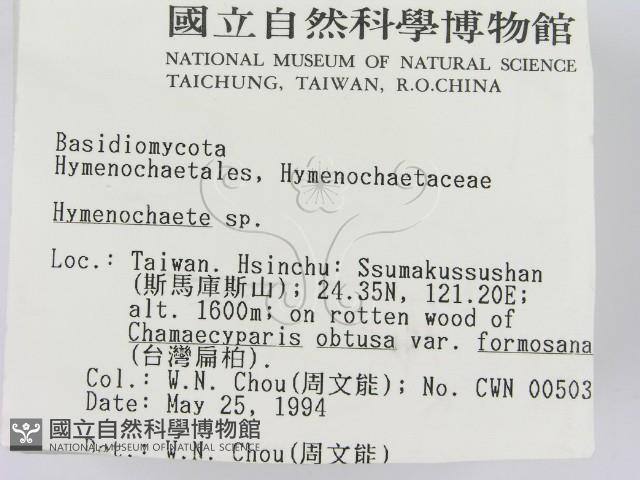 國立自然科學博物館
NATIONAL MUSEUM OF NATURAL SCIENCE
TAICHUNG, TAIWAN, R.O.CHINA
Basidiomycota
Hymenochaetales, Hymenochaetaceae
Hymenochaete sp.
Loc.: Taiwan. Hsinchu: Ssumakussushan
(斯馬庫斯山); 24.35N, 121.20E;
alt. 1600m; on rotten wood of
Chamaecyparis obtusa var. formosana
(台灣扁柏).
Col.: W.N. Chou(周文能); No. CWN 00503
Date: May 25, 1994
國立自然科學博物館
NATIONAL MUSEUM OF NATURAL SCIENCE
Det.: W.N. Chou(周文能)